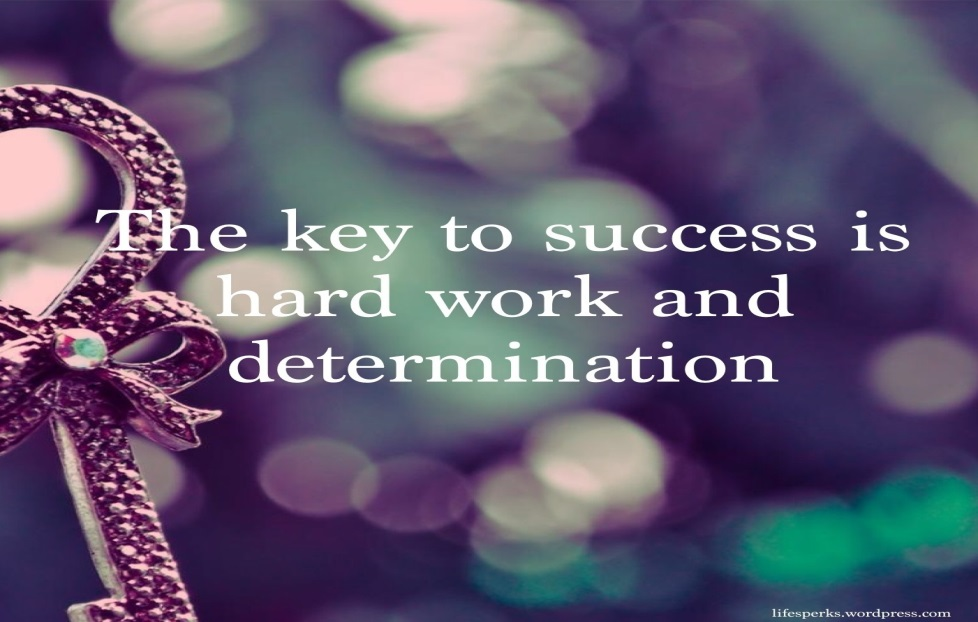 The key to success is
hard work and
determination
lifesperks.wordpress.com